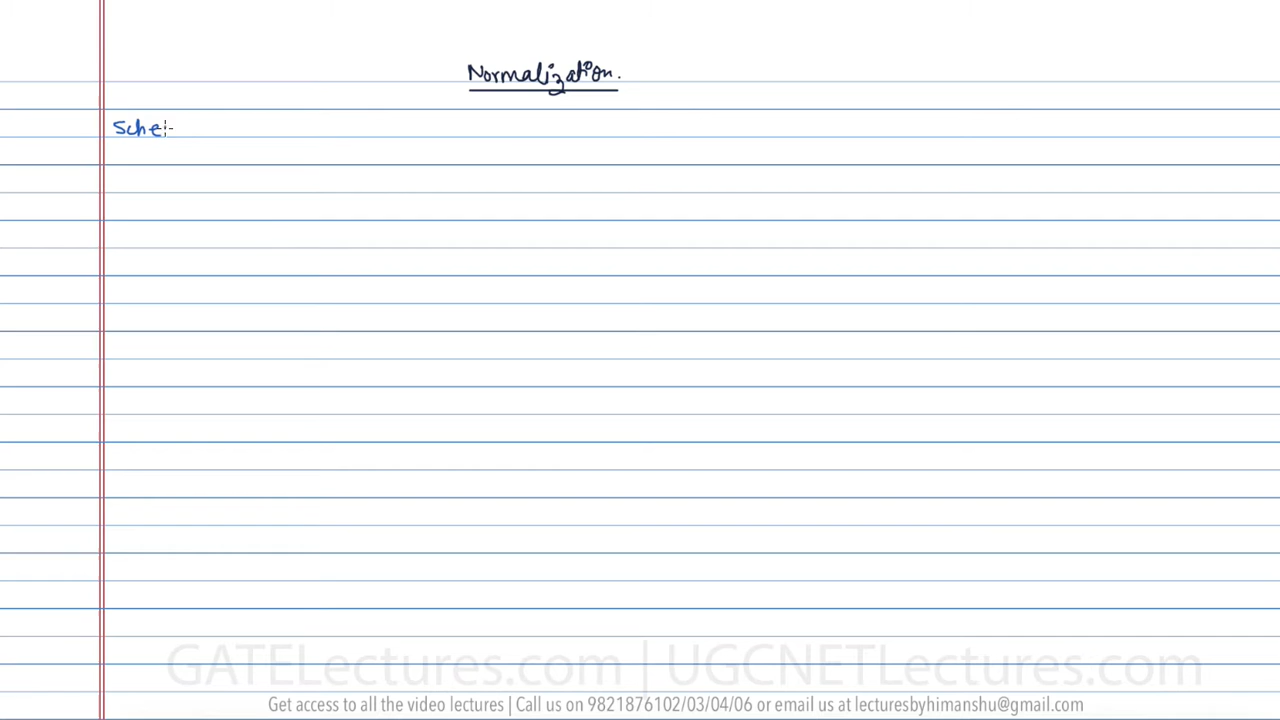 Normalization.
Sche
GATELectures.com | UGCNETLectures.com
Get access to all the video lectures | Call us on 9821876102/03/04/06 or email us at lecturesbyhimanshu@gmail.com